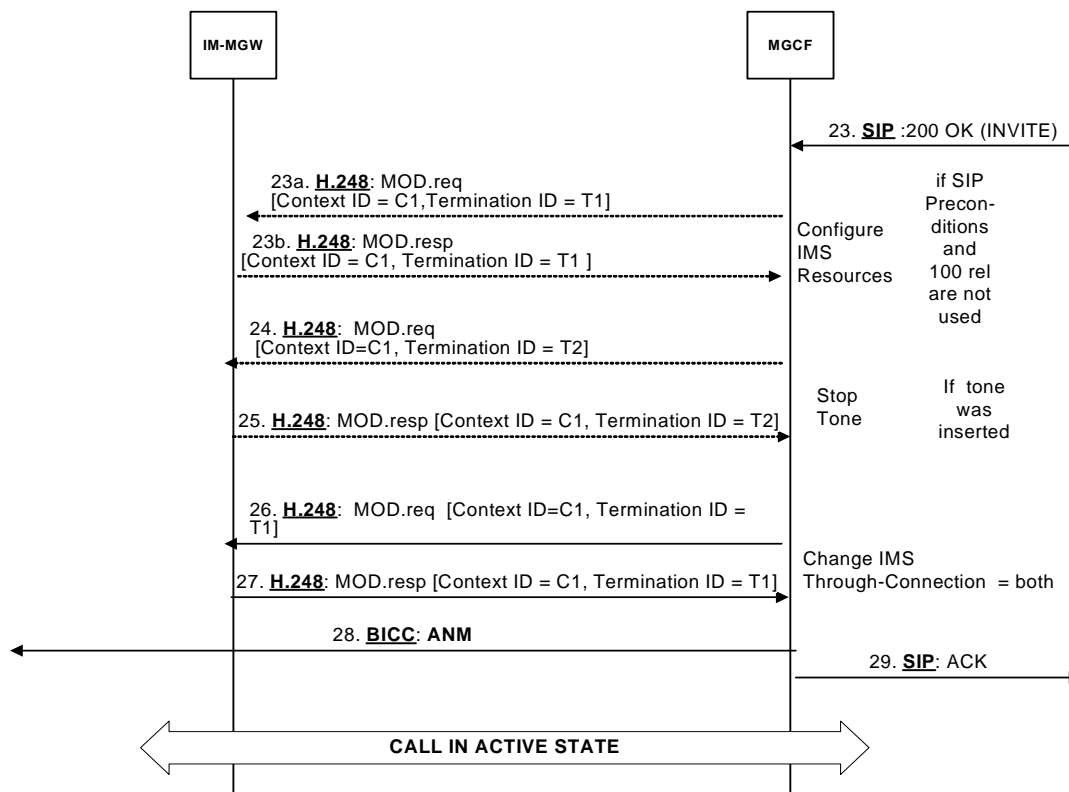 IM-MGW
MGCF
23. SIP :200 OK (INVITE)
23a. H.248: MOD.req
[Context ID = C1,Termination ID = T1]
if SIP
Precon-
ditions
and
100 rel
are not
used
Configure
IMS
Resources
23b. H.248: MOD.resp
[Context ID = C1, Termination ID = T1 ]
24. H.248: MOD.req
[Context ID=C1, Termination ID = T2]
Stop
Tone
If tone
was
inserted
25. H.248: MOD.resp [Context ID = C1, Termination ID = T2]
26. H.248: MOD.req [Context ID=C1, Termination ID =
T1]
Change IMS
Through-Connection = both
27. H.248: MOD.resp [Context ID = C1, Termination ID = T1]
28. BICC: ANM
29. SIP: ACK
CALL IN ACTIVE STATE